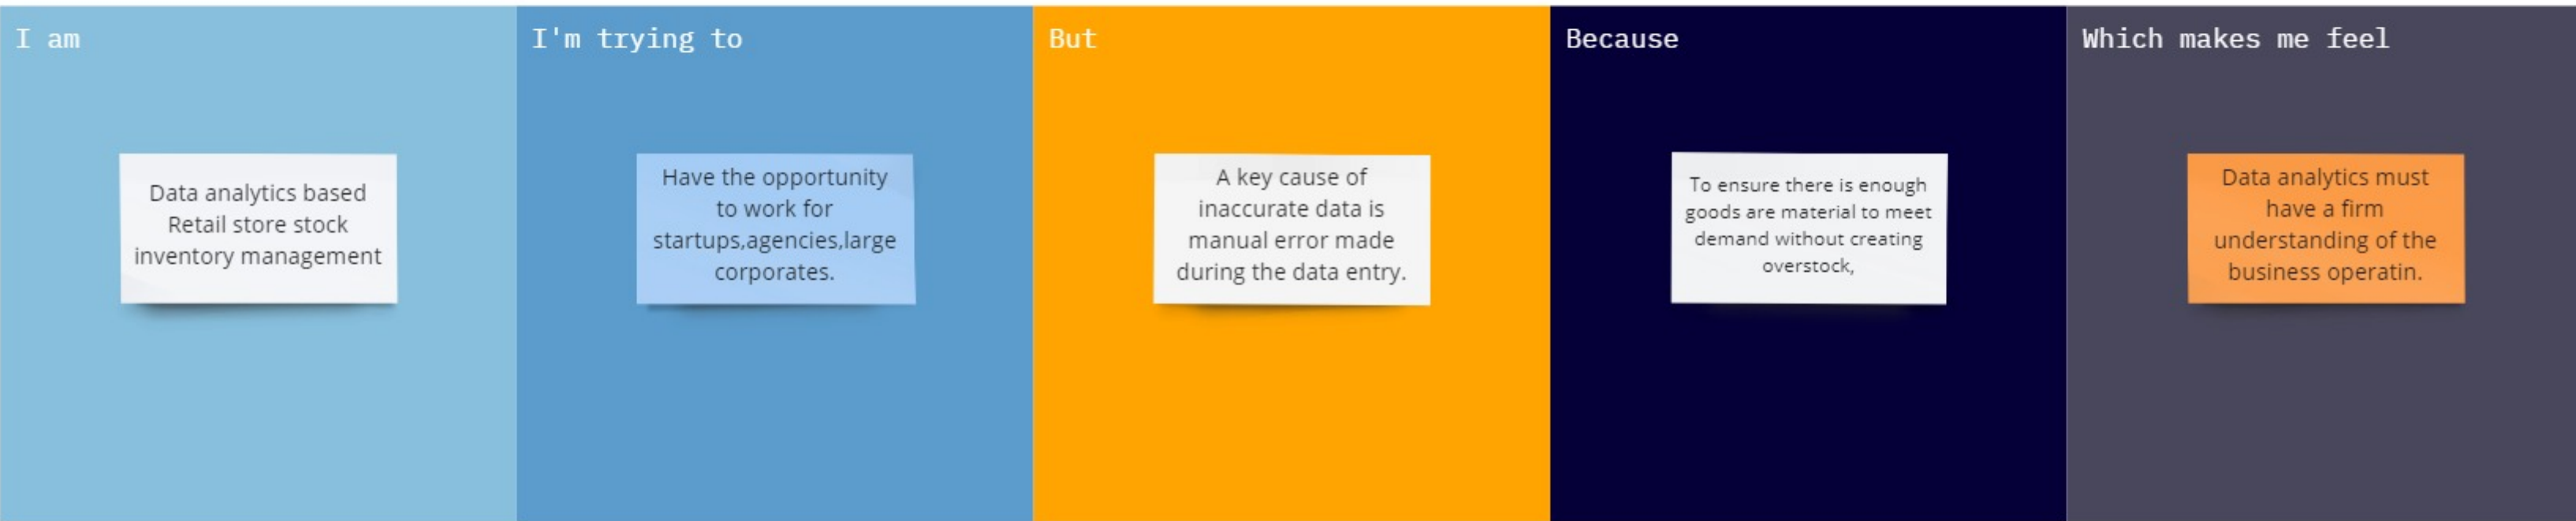 I am
Data analytics based
Retail store stock
inventory management
I'm trying to
Have the opportunity
to work for
startups,agencies,large
corporates.
But
A key cause of
inaccurate data is
manual error made
during the data entry.
Because
To ensure there is enough
goods are material to meet
demand without creating
overstock,
Which makes me feel
Data analytics must
have a firm
understanding of the
business operatin.